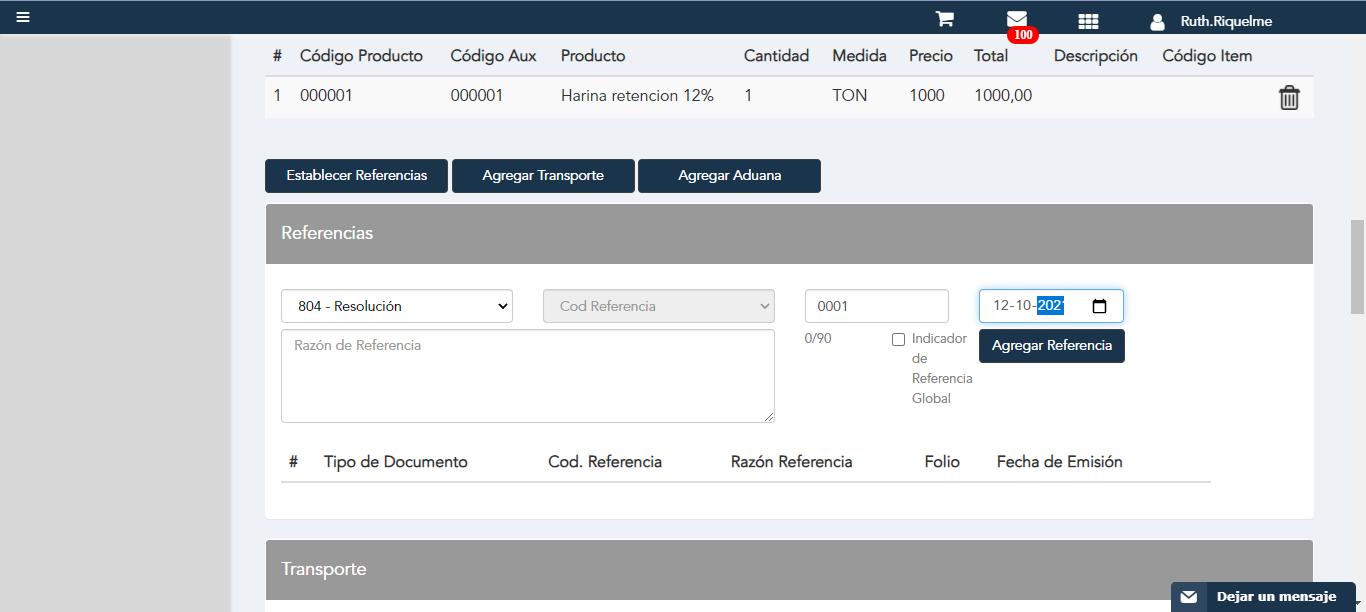 Ruth.Riquelme
100
# Código Producto Código Aux Producto Cantidad Medida Precio Total Descripción Código Item
1 000001 000001 Harina retencion 12% 1 TON 1000 1000,00
Establecer Referencias Agregar Transporte Agregar Aduana
Referencias
804 - Resolución Cod Referencia 0001 12-10-2021
Razón de Referencia
0/90
Indicador
de
Referencia
Global
Agregar Referencia
# Tipo de Documento Cod. Referencia Razón Referencia Folio Fecha de Emisión
Transporte
Dejar un mensaje